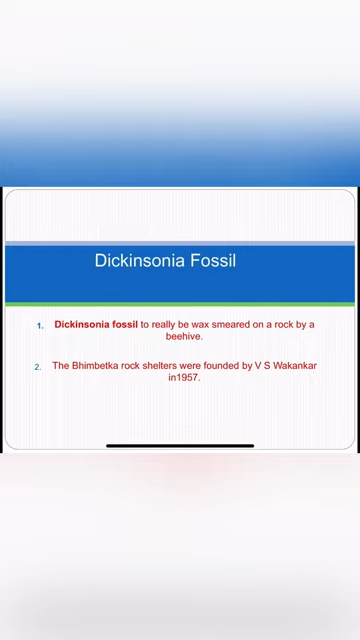 Dickinsonia Fossil
1. Dickinsonia fossil to really be wax smeared on a rock by a
beehive.
2. The Bhimbetka rock shelters were founded by V S Wakankar
in1957.